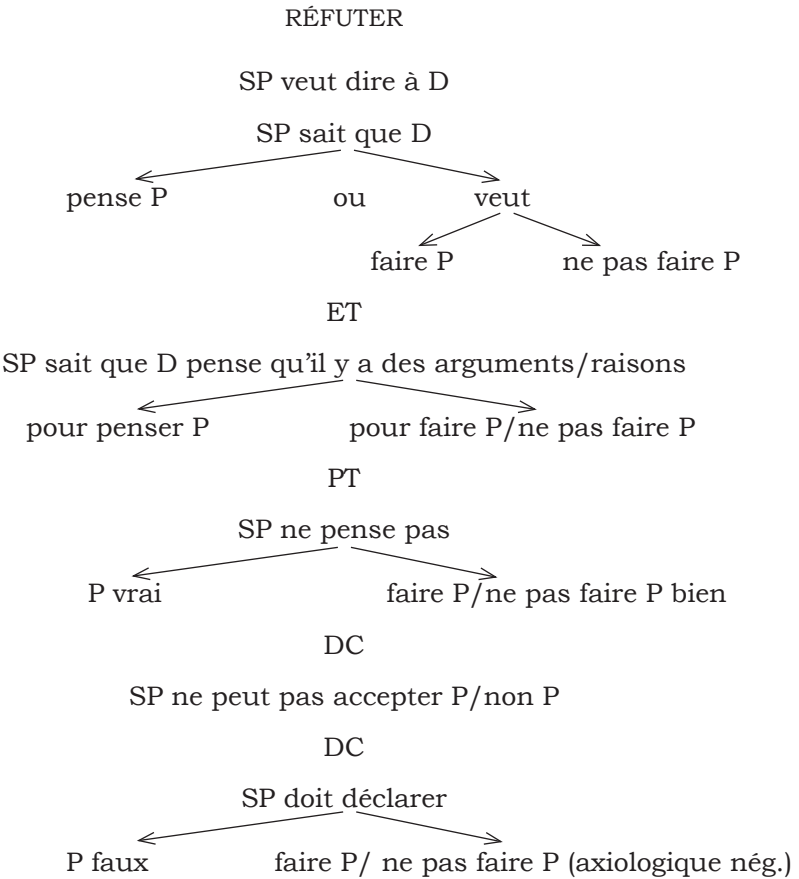 RÉFUTER
SP veut dire à D
SP sait que D
pense P ou veut
faire P ne pas faire P
ET
SP sait que D pense qu’il y a des arguments/raisons
pour penser P pour faire P/ne pas faire P
PT
SP ne pense pas
P vrai faire P/ne pas faire P bien
DC
SP ne peut pas accepter P/non P
DC
SP doit déclarer
P faux faire P/ ne pas faire P (axiologique nég.)